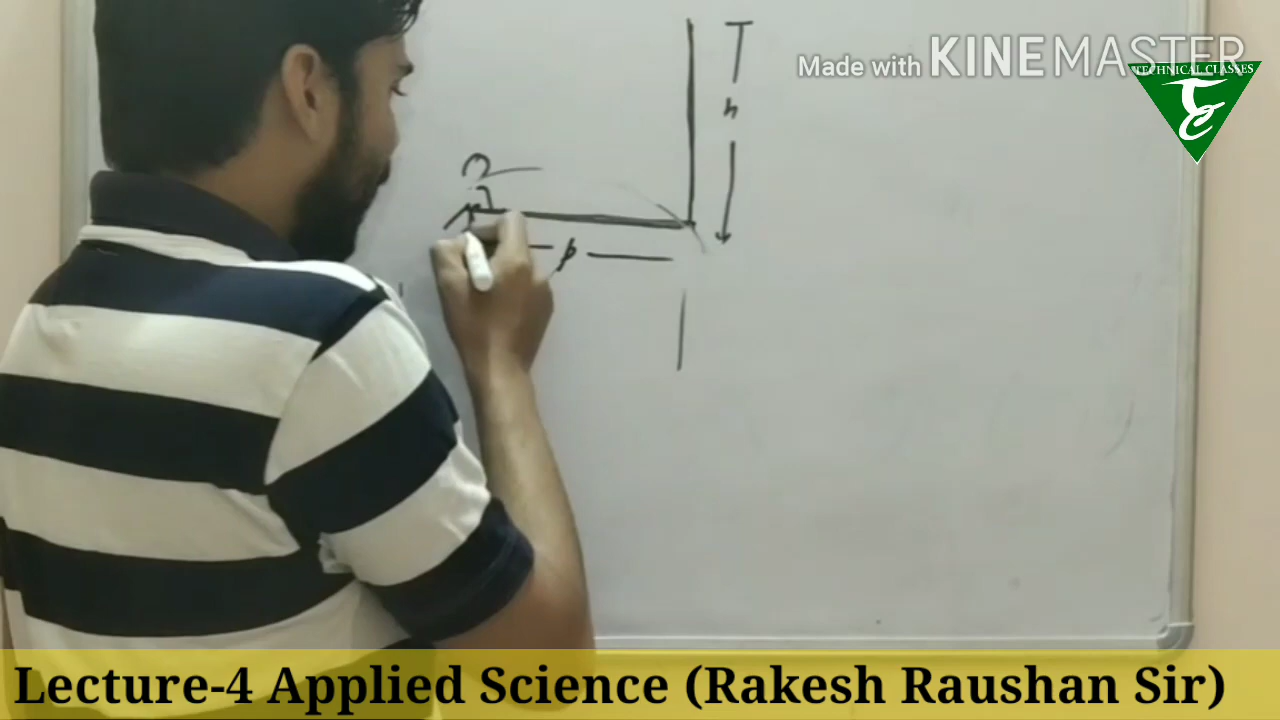 Made with KINEMASTER
TECHNICAL CLASSES
h
p
Lecture-4 Applied Science (Rakesh Raushan Sir)